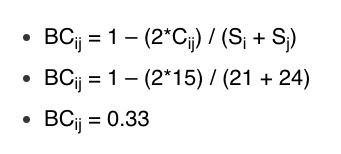 • BCij = 1 – (2*Cij) / (Si + Sj)
• BCij = 1 – (2*15) / (21 + 24)
• BCij = 0.33